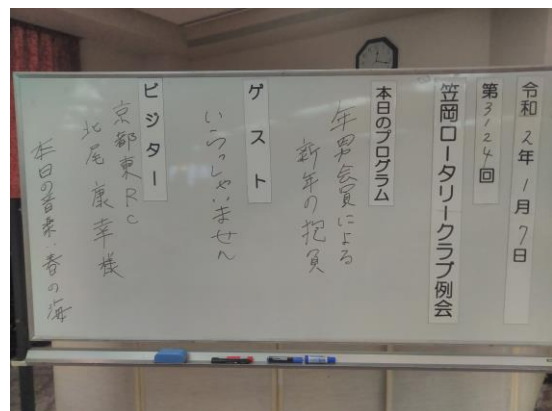 令和2年1月7日
第3124回
笠岡ロータリークラブ例会
本日のプログラム
年男会員による
新年の抱負
ゲスト
いらっしゃいません
ビジター
京都東RC
北尾康幸様
本日の音楽:春の海